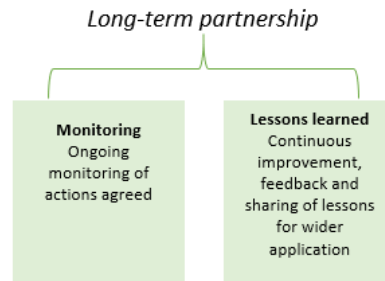 Long-term partnership
Monitoring
Ongoing
monitoring of
actions agreed
Lessons learned
Continuous
improvement,
feedback and
sharing of lessons
for wider
application